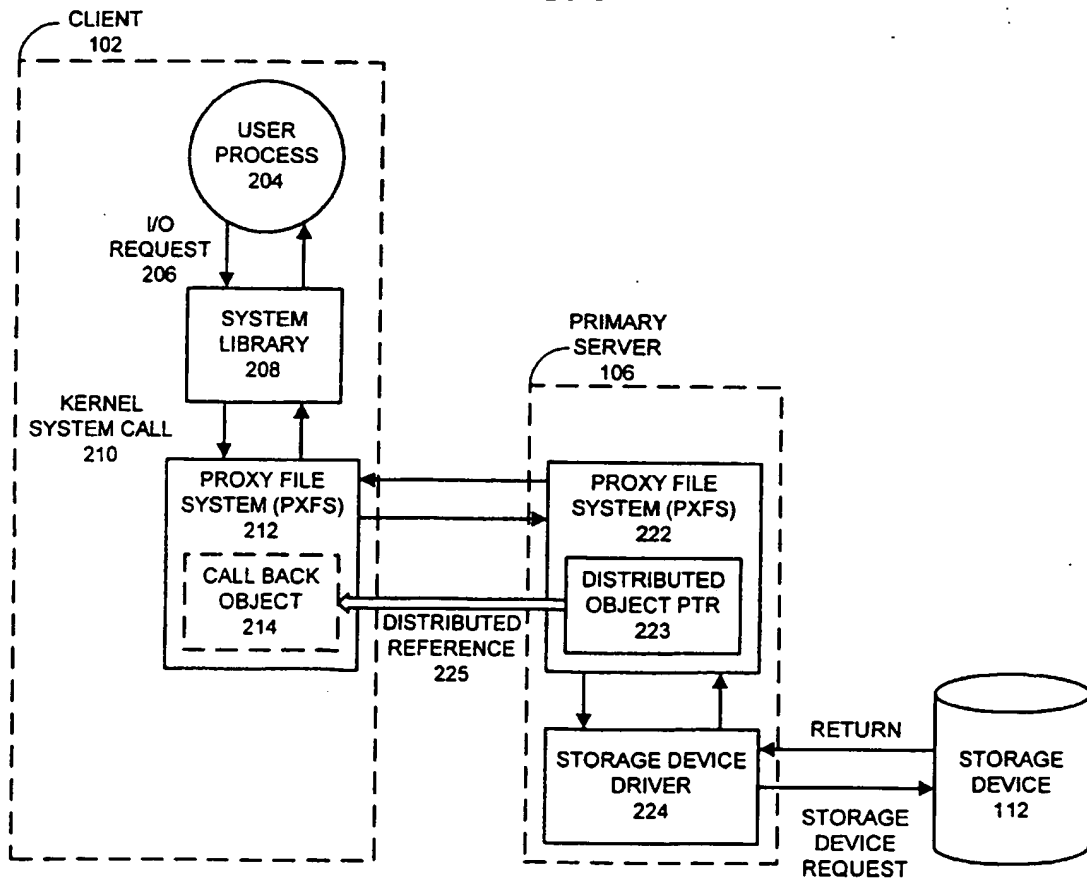 CLIENT
102
USER
PROCESS
204
I/O
REQUEST
206
SYSTEM
LIBRARY
208
KERNEL
SYSTEM CALL
210
PROXY FILE
SYSTEM (PXFS)
212
CALL BACK
OBJECT
214
DISTRIBUTED
REFERENCE
225
PRIMARY
SERVER
106
PROXY FILE
SYSTEM (PXFS)
222
DISTRIBUTED
OBJECT PTR
223
STORAGE DEVICE
DRIVER
224
RETURN
STORAGE
DEVICE
REQUEST
STORAGE
DEVICE
112